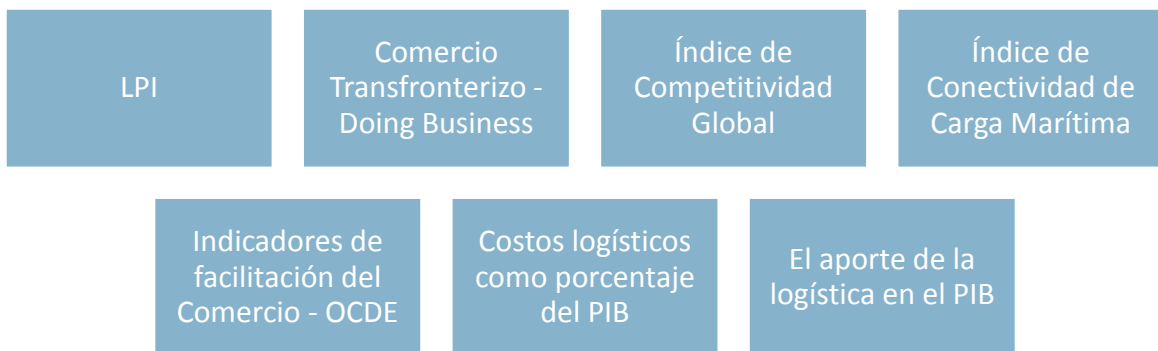 LPI
Comercio
Transfronterizo -
Doing Business
Índice de
Competitividad
Global
Índice de
Conectividad de
Carga Marítima
Indicadores de
facilitación del
Comercio - OCDE
Costos logísticos
como porcentaje
del PIB
El aporte de la
logística en el PIB